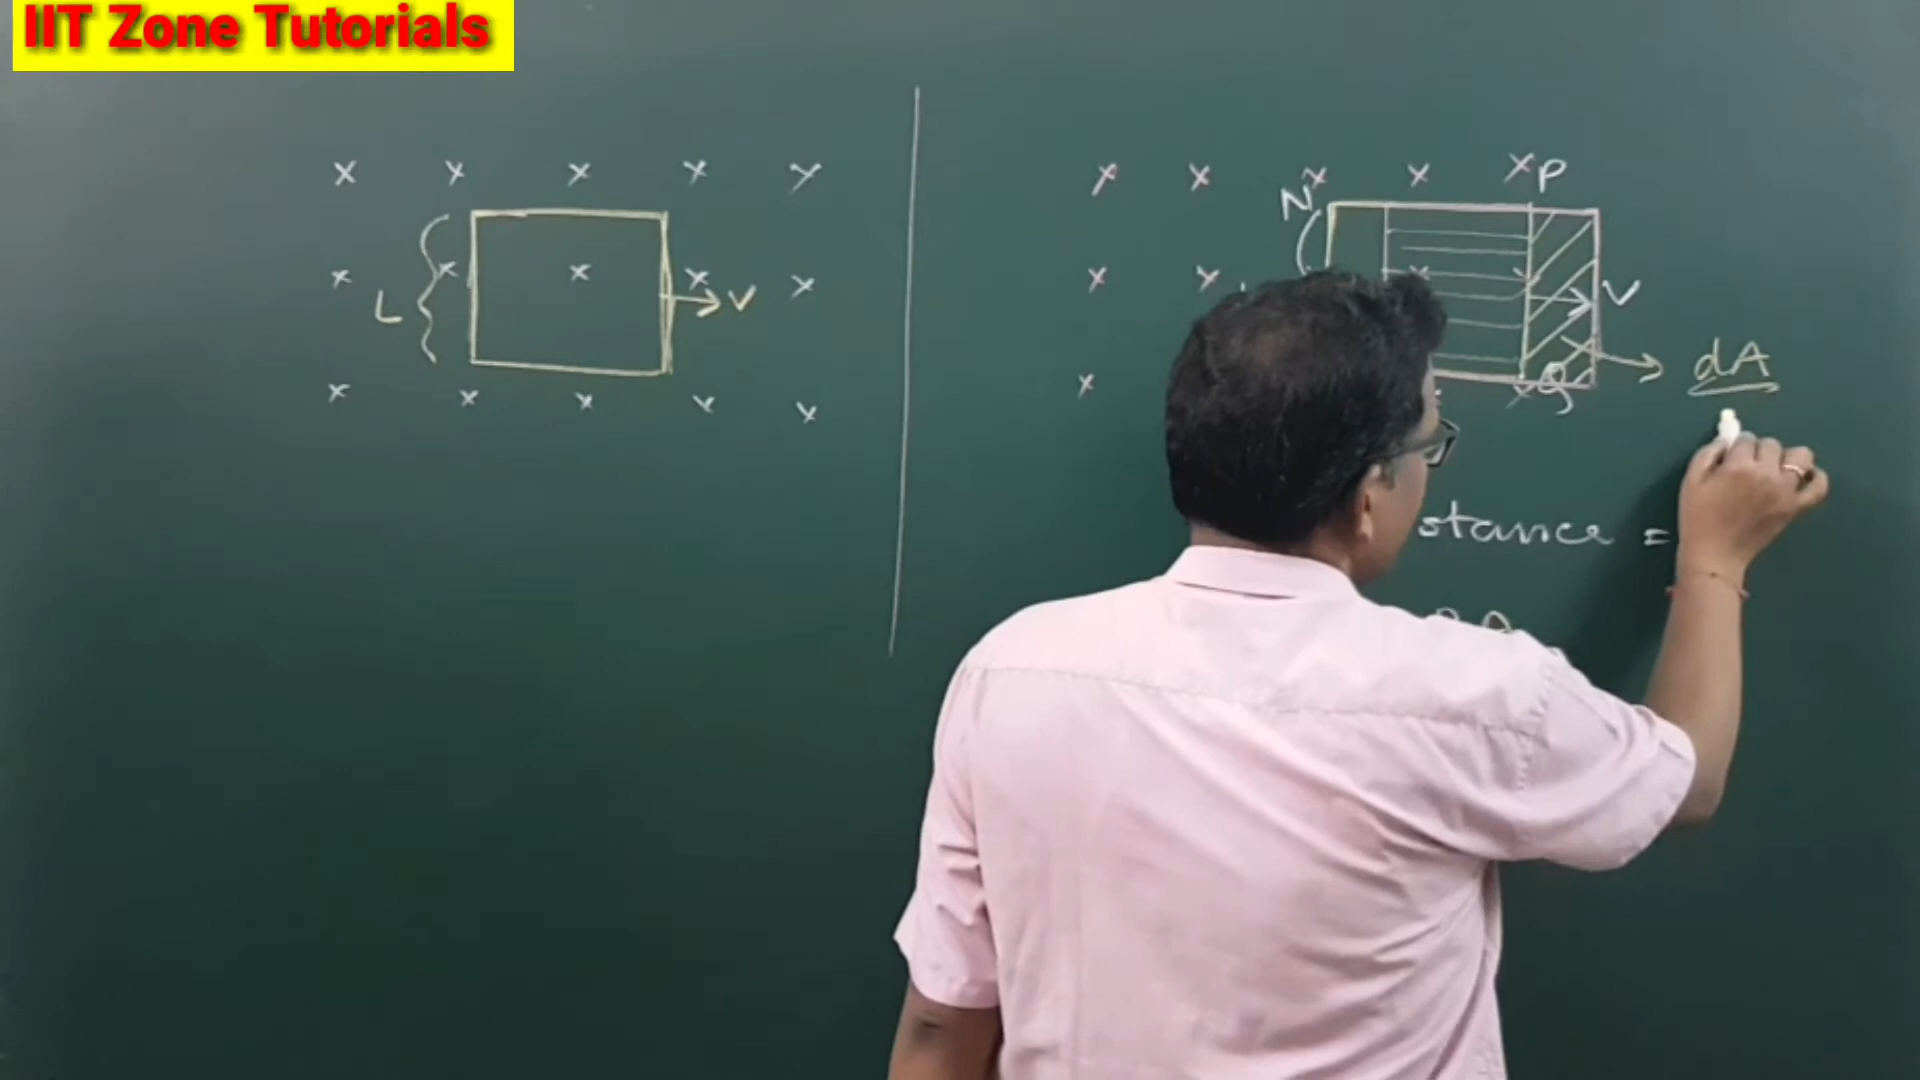 IIT Zone Tutorials
x x x x x
L x x x x x V
x x x x x
x x x x x P
N
x x x x V
dA
x x Q
stance =